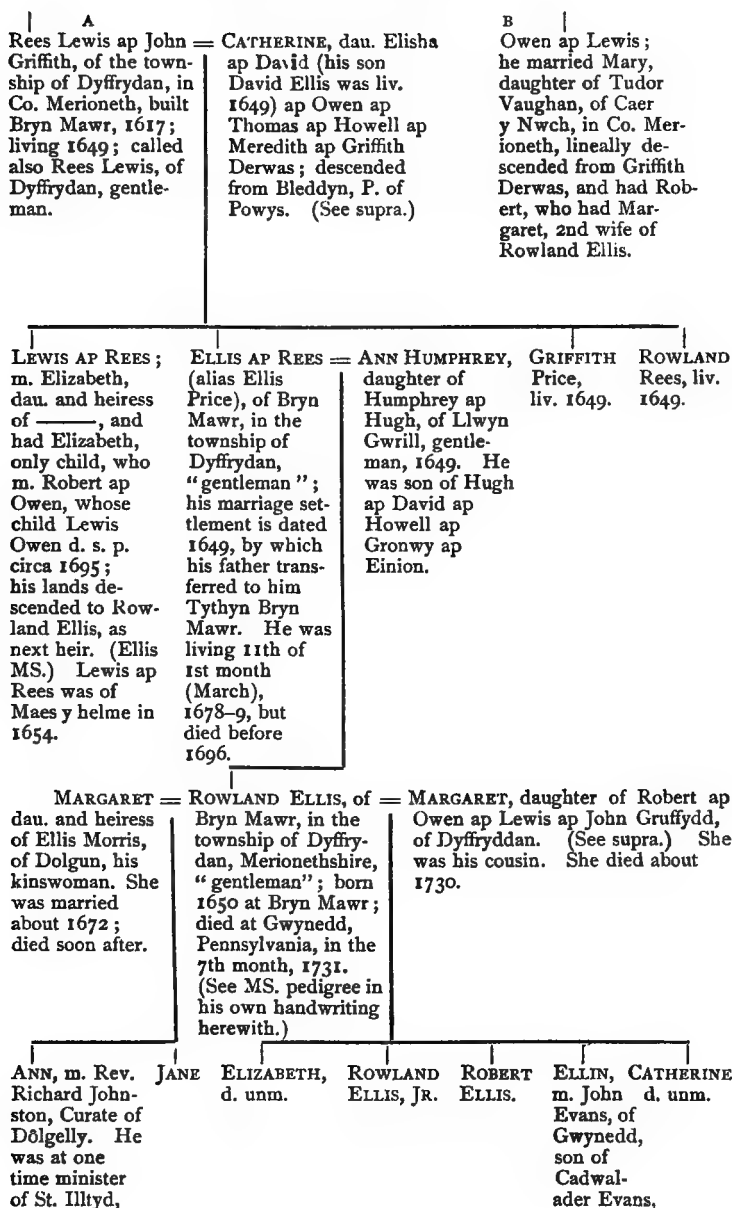 A
Rees Lewis ap John
Griffith, of the town-
ship of Dyffrydan, in
Co. Merioneth, built
Bryn Mawr, 1617;
living 1649; called
also Rees Lewis, of
Dyffrydan, gentle-
man.
=
CATHERINE, dau. Elisha
ap David (his son
David Ellis was liv.
1649) ap Owen ap
Thomas ap Howell ap
Meredith ap Griffith
Derwas; descended
from Bleddyn, P. of
Powys. (See supra.)
B
Owen ap Lewis;
he married Mary,
daughter of Tudor
Vaughan, of Caer
y Nwch, in Co. Mer-
ioneth, lineally de-
scended from Griffith
Derwas, and had Rob-
ert, who had Mar-
garet, 2nd wife of
Rowland Ellis.
LEWIS AP REES;
m. Elizabeth,
dau. and heiress
of ———, and
had Elizabeth,
only child, who
m. Robert ap
Owen, whose
child Lewis
Owen d. s. p.
circa 1695;
his lands de-
scended to Row-
land Ellis, as
next heir. (Ellis
MS.) Lewis ap
Rees was of
Maes y helme in
1654.
ELLIS AP REES
(alias Ellis
Price), of Bryn
Mawr, in the
township of
Dyffrydan,
"gentleman";
his marriage set-
tlement is dated
1649, by which
his father trans-
ferred to him
Tythyn Bryn
Mawr. He was
living 11th of
1st month
(March),
1678-9, but
died before
1696.
=
ANN HUMPHREY,
daughter of
Humphrey ap
Hugh, of Llwyn
Gwrill, gentle-
man, 1649. He
was son of Hugh
ap David ap
Howell ap
Gronwy ap
Einion.
GRIFFITH
Price,
liv. 1649.
ROWLAND
Rees, liv.
1649.
MARGARET
dau. and heiress
of Ellis Morris,
of Dolgun, his
kinswoman. She
was married
about 1672;
died soon after.
=
ROWLAND ELLIS, of
Bryn Mawr, in the
township of Dyffry-
dan, Merionethshire,
"gentleman"; born
1650 at Bryn Mawr;
died at Gwynedd,
Pennsylvania, in the
7th month, 1731.
(See MS. pedigree in
his own handwriting
herewith.)
=
MARGARET, daughter of Robert ap
Owen ap Lewis ap John Gruffydd,
of Dyffryddan. (See supra.) She
was his cousin. She died about
1730.
ANN, m. Rev.
Richard John-
ston, Curate of
Dôlgelly. He
was at one
time minister
of St. Illtyd,
JANE
ELIZABETH,
d. unm.
ROWLAND
ELLIS, JR.
ROBERT
ELLIS.
ELLIN,
m. John
Evans, of
Gwynedd,
son of
Cadwal-
ader Evans,
CATHERINE
d. unm.